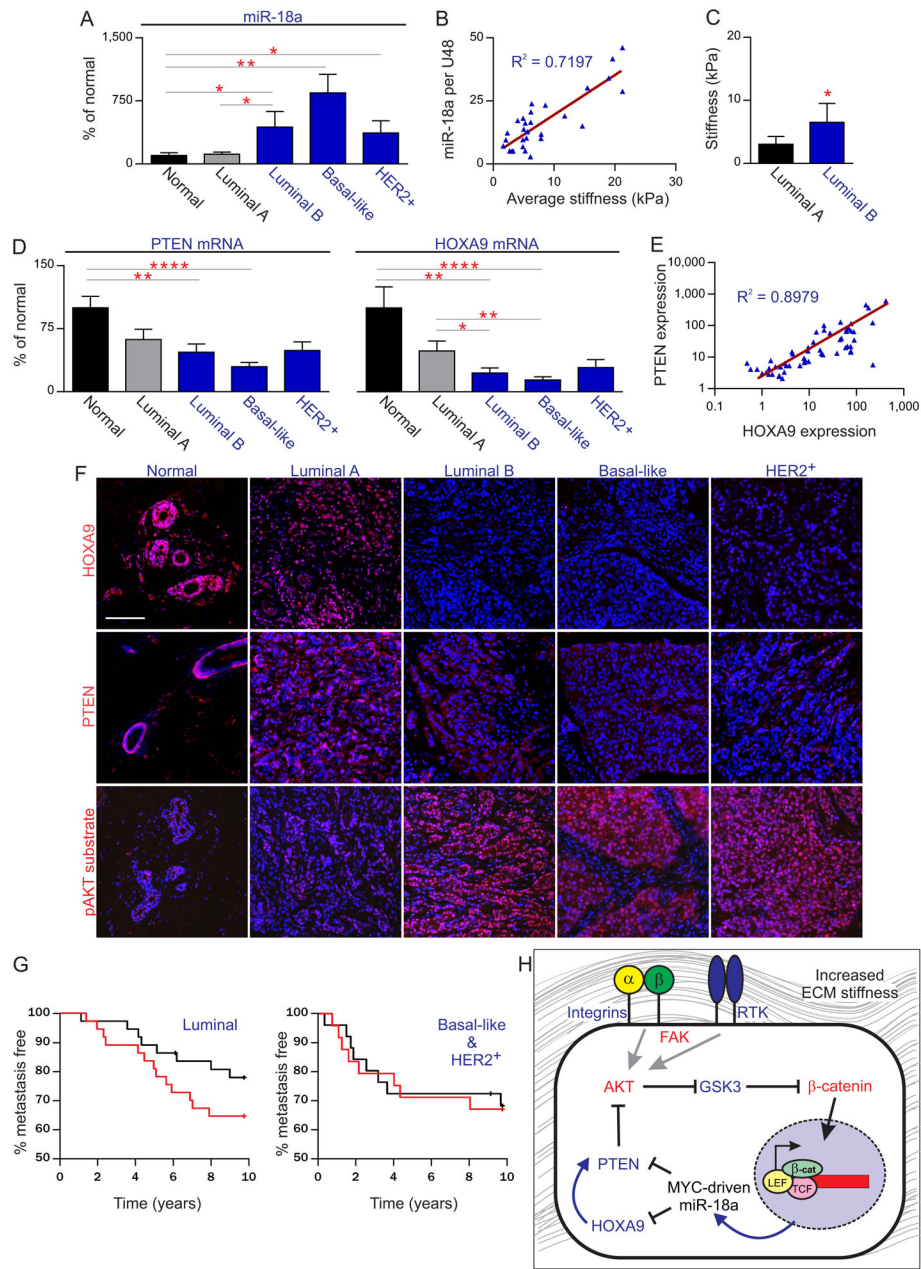 A
miR-18a
% of normal
1,500
750
0
*
**
*
*
Normal
Luminal A
Luminal B
Basal-like
HER2+
B
miR-18a per U48
50
25
0
R² = 0.7197
0
10
20
30
Average stiffness (kPa)
C
Stiffness (kPa)
20
10
0
*
Luminal A
Luminal B
D
PTEN mRNA
% of normal
150
75
0
****
**
Normal
Luminal A
Luminal B
Basal-like
HER2+
HOXA9 mRNA
****
**
**
*
Normal
Luminal A
Luminal B
Basal-like
HER2+
E
PTEN expression
10,000
1,000
100
10
1
R² = 0.8979
0.1
1
10
100
1,000
HOXA9 expression
F
Normal
Luminal A
Luminal B
Basal-like
HER2+
HOXA9
PTEN
pAKT substrate
G
% metastasis free
100
90
80
70
60
50
Luminal
0 2 4 6 8 10
Time (years)
% metastasis free
100
90
80
70
60
50
Basal-like
&
HER2+
0 2 4 6 8 10
Time (years)
H
Increased
ECM stiffness
α
β
Integrins
RTK
FAK
AKT
GSK3
β-catenin
PTEN
MYC-driven
miR-18a
HOXA9
β-cat
LEF
TCF